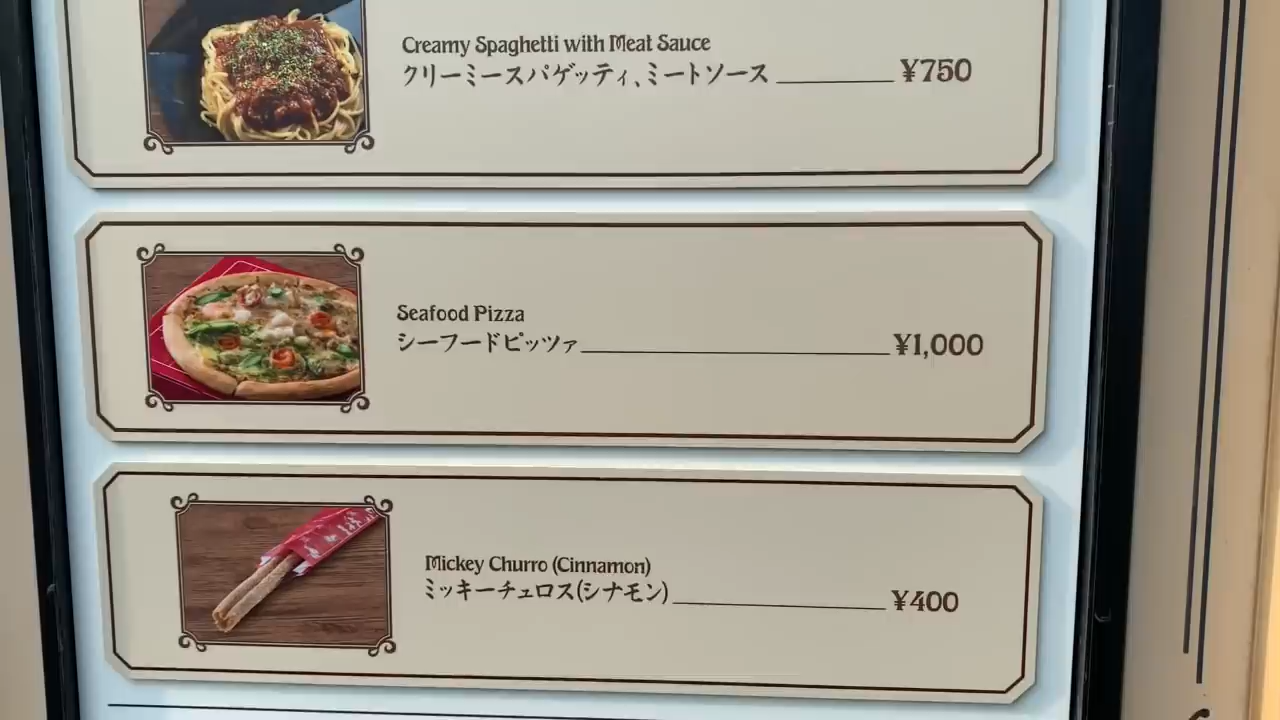 Creamy Spaghetti with Meat Sauce
クリーミースパゲッティ、ミートソース ¥750
Seafood Pizza
シーフードピッツァ ¥1,000
Mickey Churro (Cinnamon)
ミッキーチュロス(シナモン) ¥400